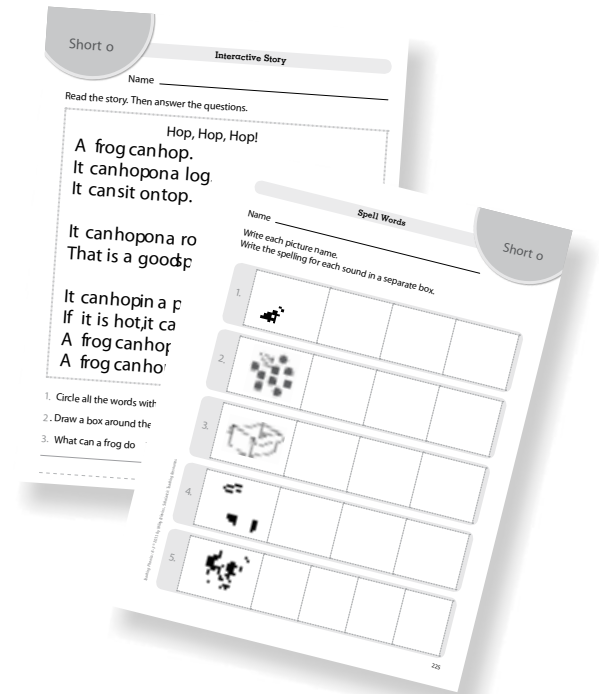 Short o
Interactive Story
Name
Read the story. Then answer the questions.
Hop, Hop, Hop!
A frog can hop.
It can hop on a log.
It can sit on top.
It can hop on a ro
That is a good sp
It can hop in a p
If it is hot, it ca
A frog can hop
A frog can ho
1. Circle all the words with
2. Draw a box around the
3. What can a frog do
Spell Words
Short o
Name
Write each picture name.
Write the spelling for each sound in a separate box.
1.
2.
3.
4.
5.
225